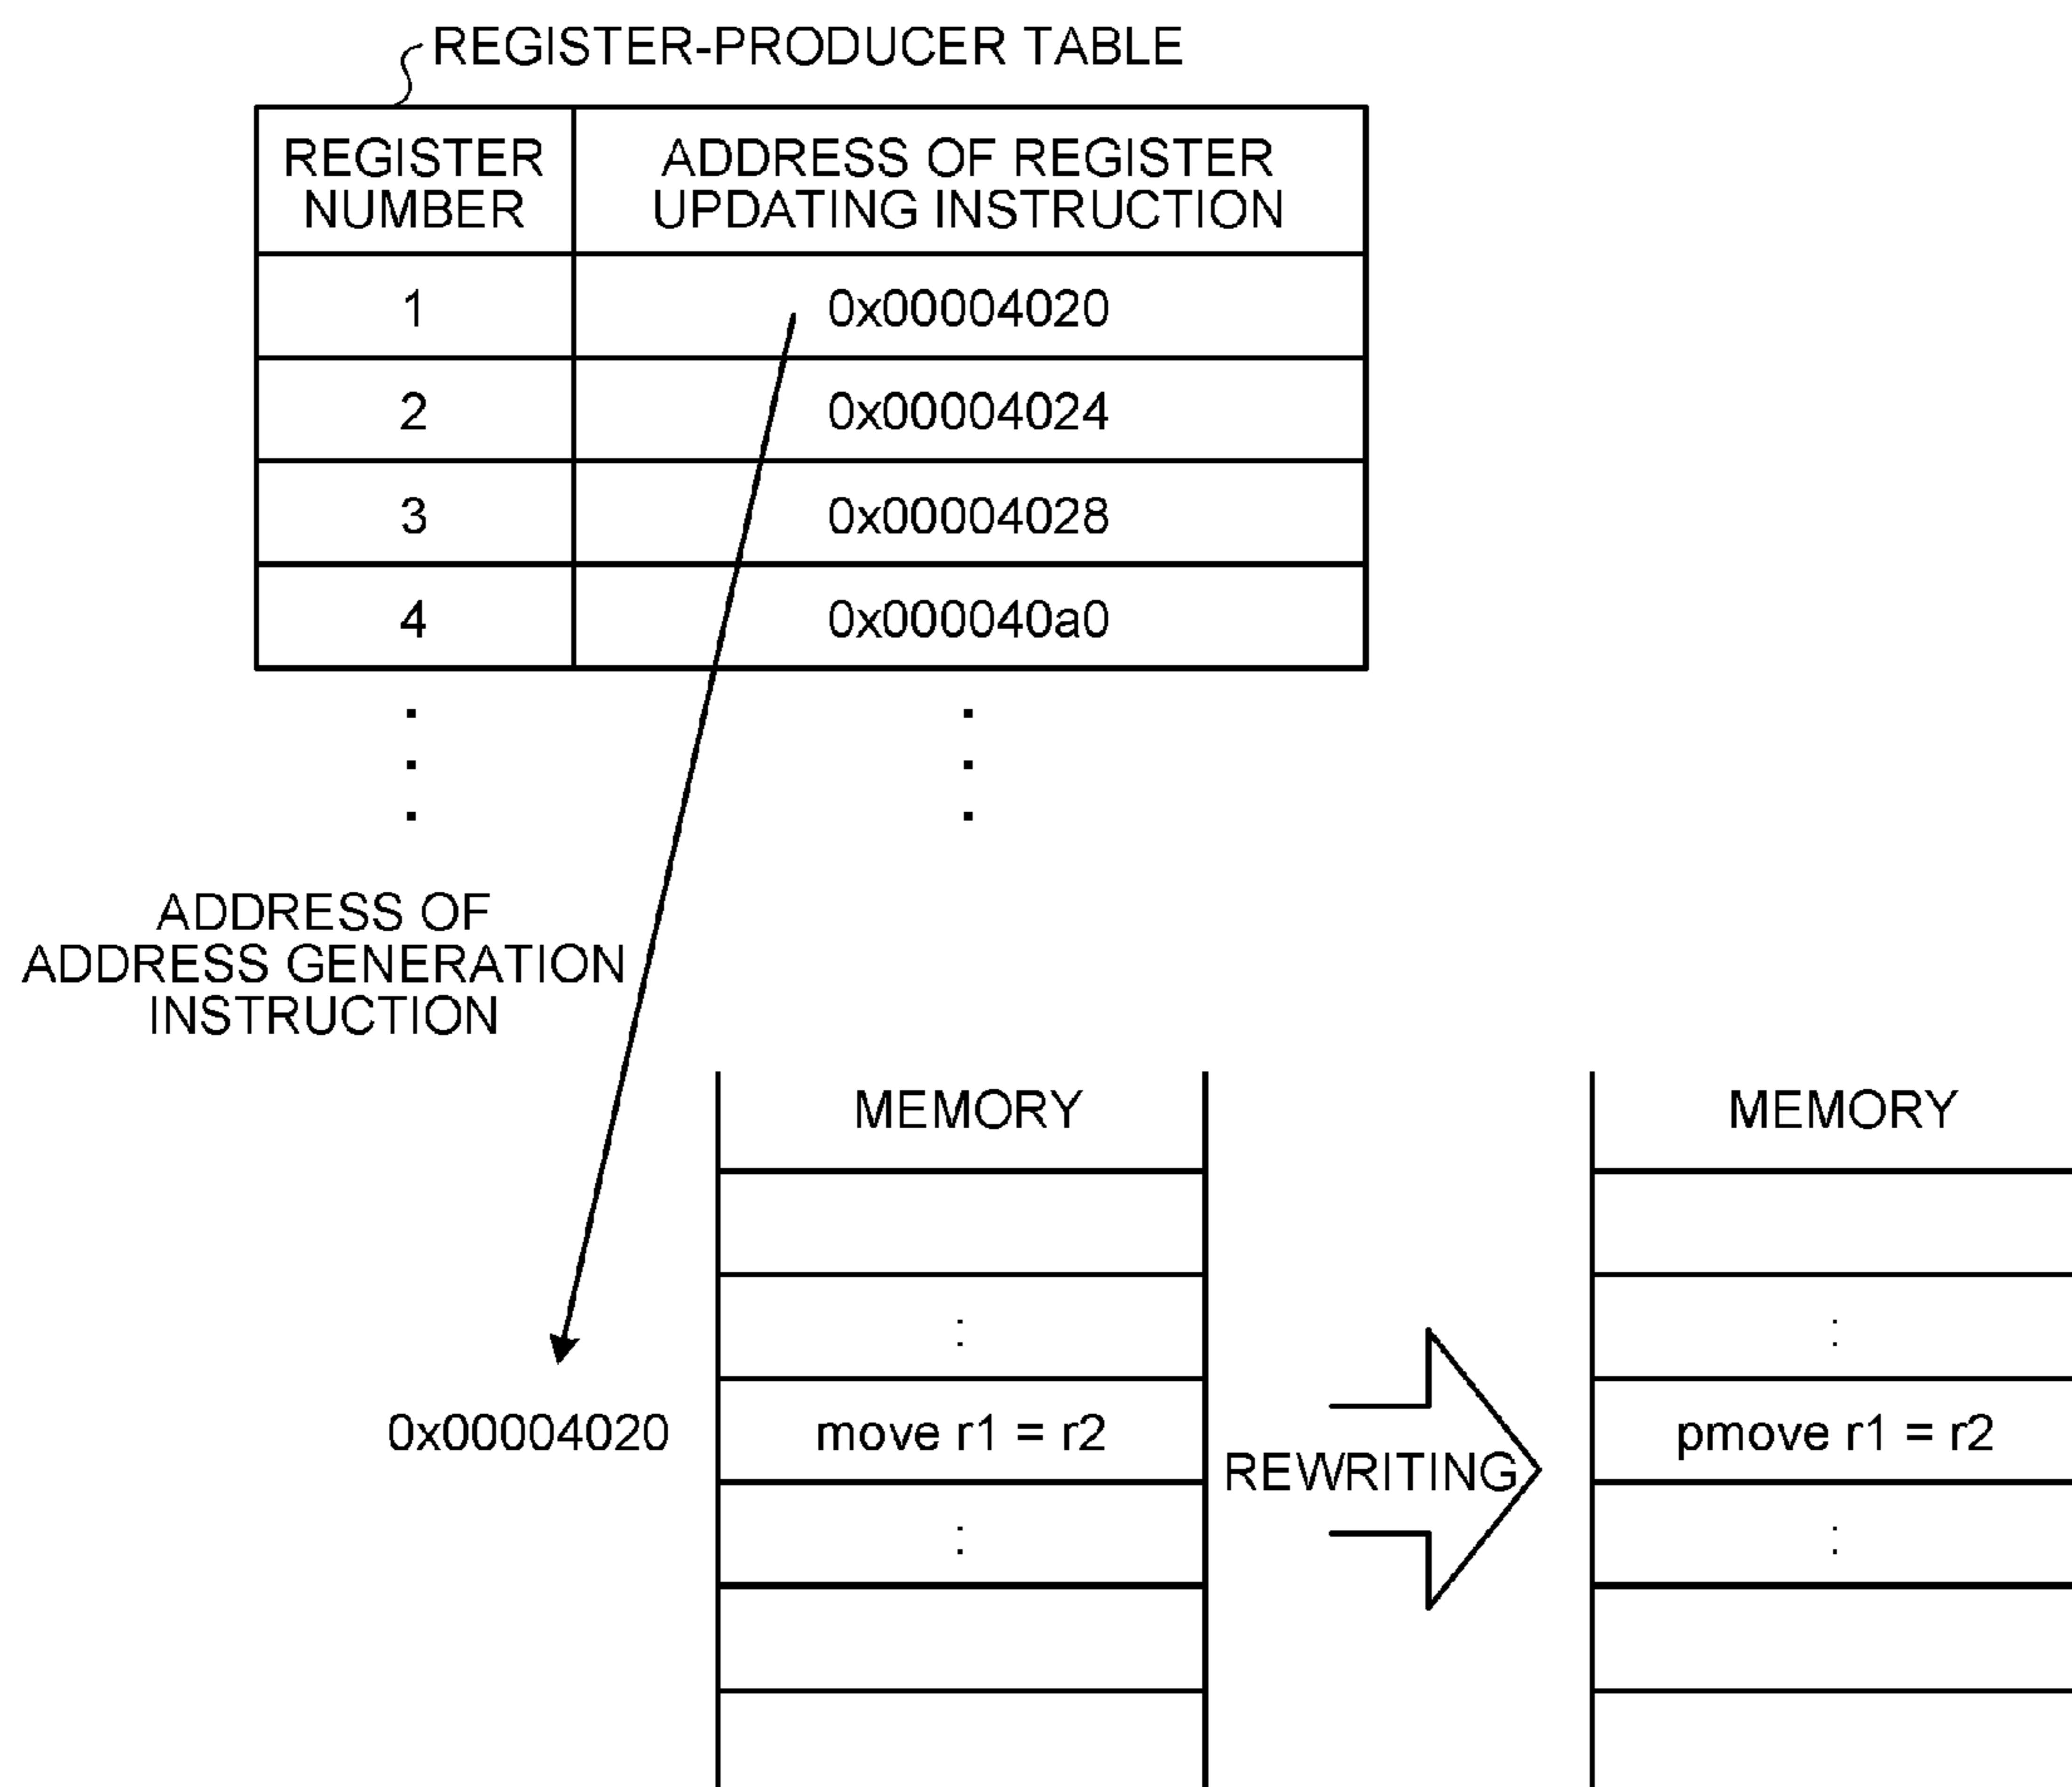 REGISTER-PRODUCER TABLE
REGISTER NUMBER
ADDRESS OF REGISTER UPDATING INSTRUCTION
1 0x00004020
2 0x00004024
3 0x00004028
4 0x000040a0
. .
. .
. .
ADDRESS OF
ADDRESS GENERATION
INSTRUCTION
MEMORY MEMORY
: :
0x00004020 move r1 = r2 pmove r1 = r2
REWRITING
: :